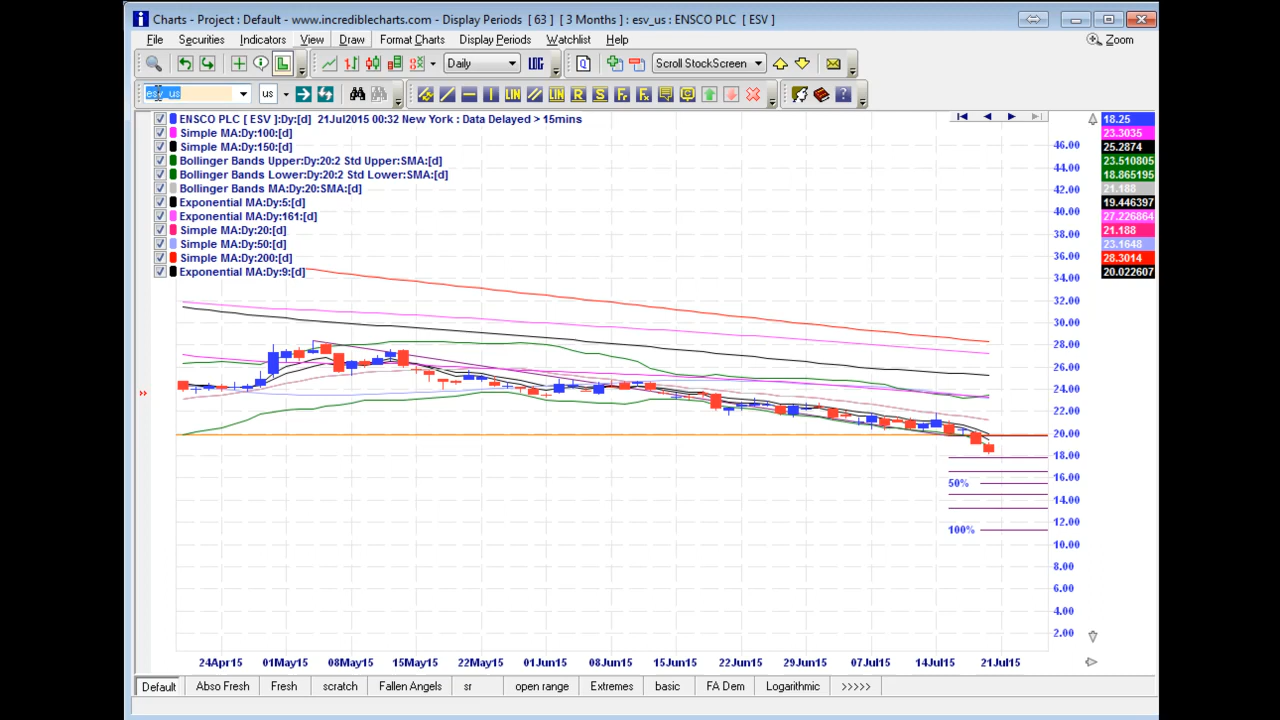 Charts - Project : Default - www.incrediblecharts.com - Display Periods [ 63 ] [ 3 Months ] : esv_us : ENSCO PLC [ ESV ]
File Securities Indicators View Draw Format Charts Display Periods Watchlist Help Zoom
Daily LOG Q Scroll StockScreen
esv_us us LIN LIN R S F F
ENSCO PLC [ ESV ]:Dy:[d] 21Jul2015 00:32 New York : Data Delayed > 15mins 18.25
Simple MA:Dy:100:[d] 23.3035
Simple MA:Dy:150:[d] 25.2874
Bollinger Bands Upper:Dy:20:2 Std Upper:SMA:[d] 23.510805
Bollinger Bands Lower:Dy:20:2 Std Lower:SMA:[d] 18.865195
Bollinger Bands MA:Dy:20:SMA:[d] 21.188
Exponential MA:Dy:5:[d] 19.446397
Exponential MA:Dy:161:[d] 27.226864
Simple MA:Dy:20:[d] 21.188
Simple MA:Dy:50:[d] 23.1648
Simple MA:Dy:200:[d] 28.3014
Exponential MA:Dy:9:[d] 20.022607
46.00
44.00
42.00
40.00
38.00
36.00
34.00
32.00
30.00
28.00
26.00
24.00
22.00
20.00
18.00
16.00
50%
14.00
12.00
100%
10.00
8.00
6.00
4.00
2.00
24Apr15 01May15 08May15 15May15 22May15 01Jun15 08Jun15 15Jun15 22Jun15 29Jun15 07Jul15 14Jul15 21Jul15
Default Abso Fresh Fresh scratch Fallen Angels sr open range Extremes basic FA Dem Logarithmic >>>>>